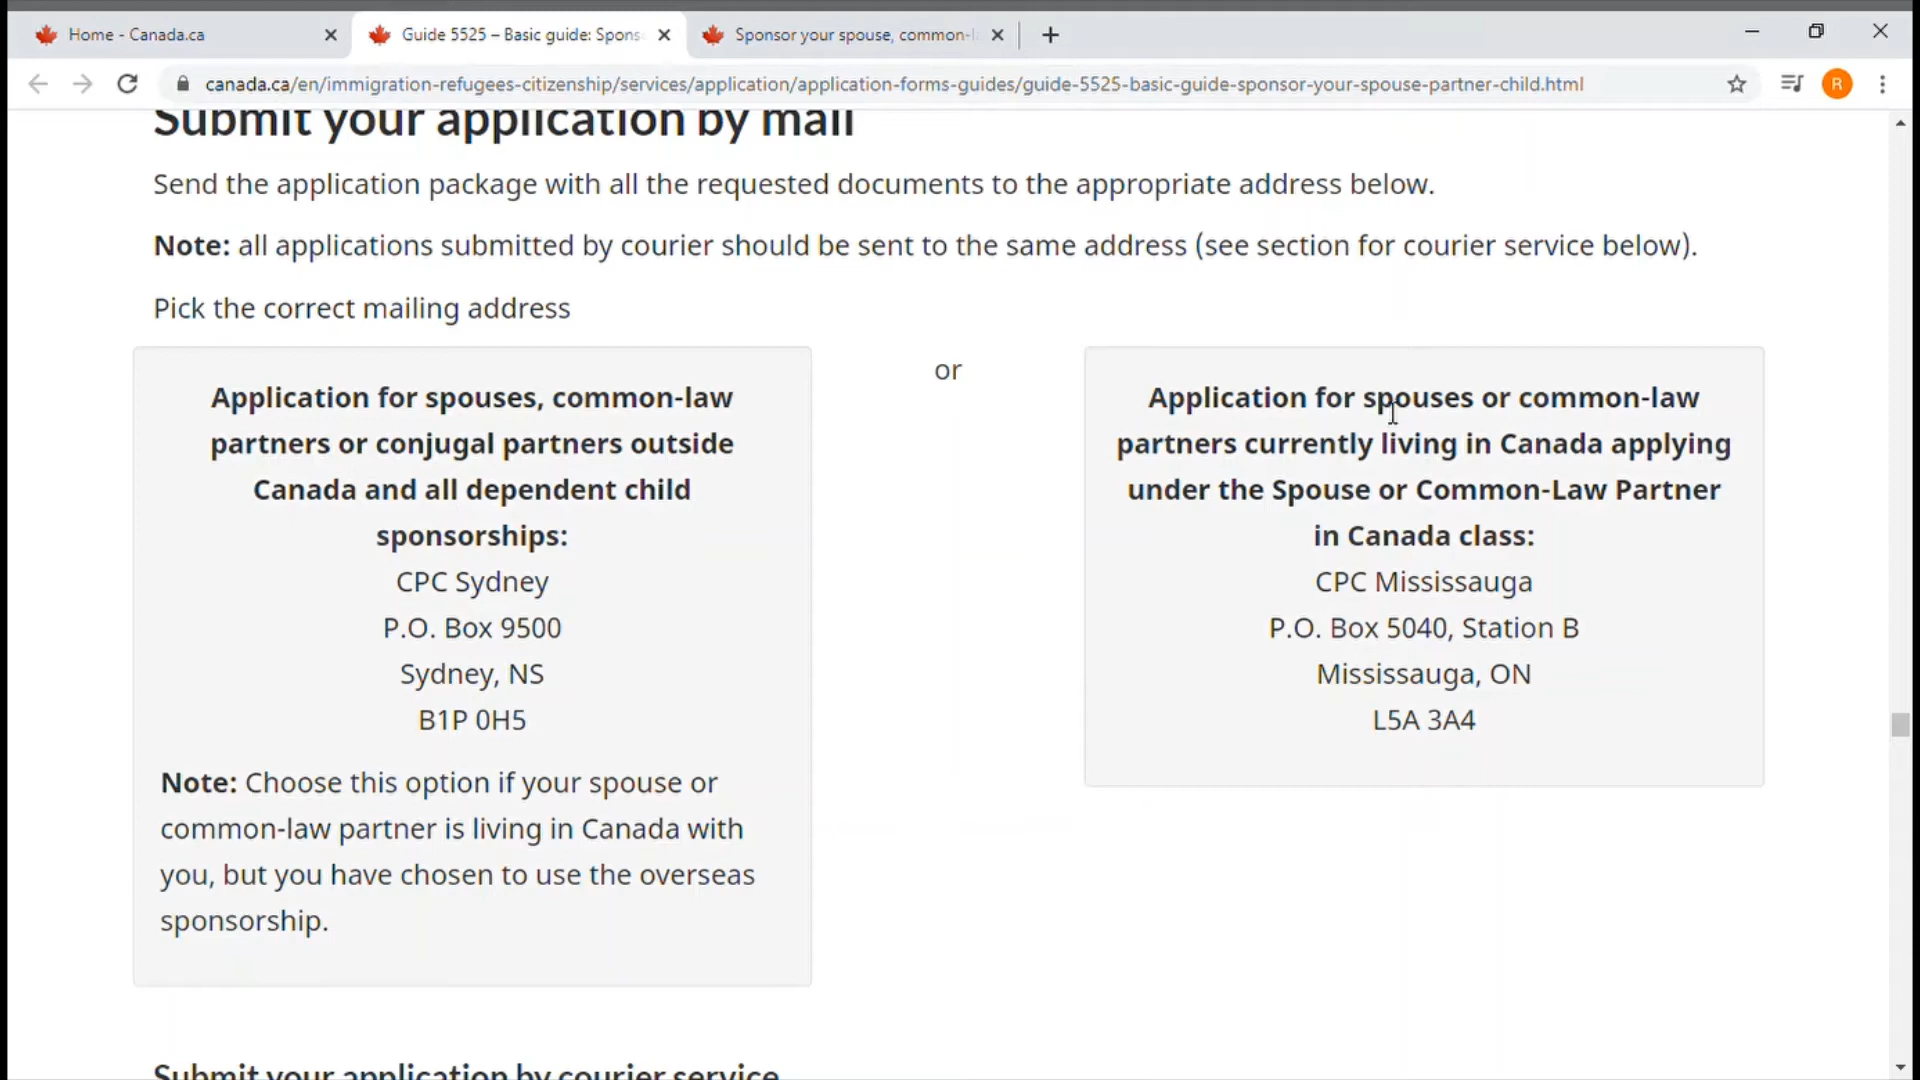 Home - Canada.ca
Guide 5525 – Basic guide: Spons
Sponsor your spouse, common-l
canada.ca/en/immigration-refugees-citizenship/services/application/application-forms-guides/guide-5525-basic-guide-sponsor-your-spouse-partner-child.html
R
Submit your application by mail
Send the application package with all the requested documents to the appropriate address below.
Note: all applications submitted by courier should be sent to the same address (see section for courier service below).
Pick the correct mailing address
Application for spouses, common-law
partners or conjugal partners outside
Canada and all dependent child
sponsorships:
CPC Sydney
P.O. Box 9500
Sydney, NS
B1P 0H5
Note: Choose this option if your spouse or
common-law partner is living in Canada with
you, but you have chosen to use the overseas
sponsorship.
or
Application for spouses or common-law
partners currently living in Canada applying
under the Spouse or Common-Law Partner
in Canada class:
CPC Mississauga
P.O. Box 5040, Station B
Mississauga, ON
L5A 3A4
Submit your application by courier service